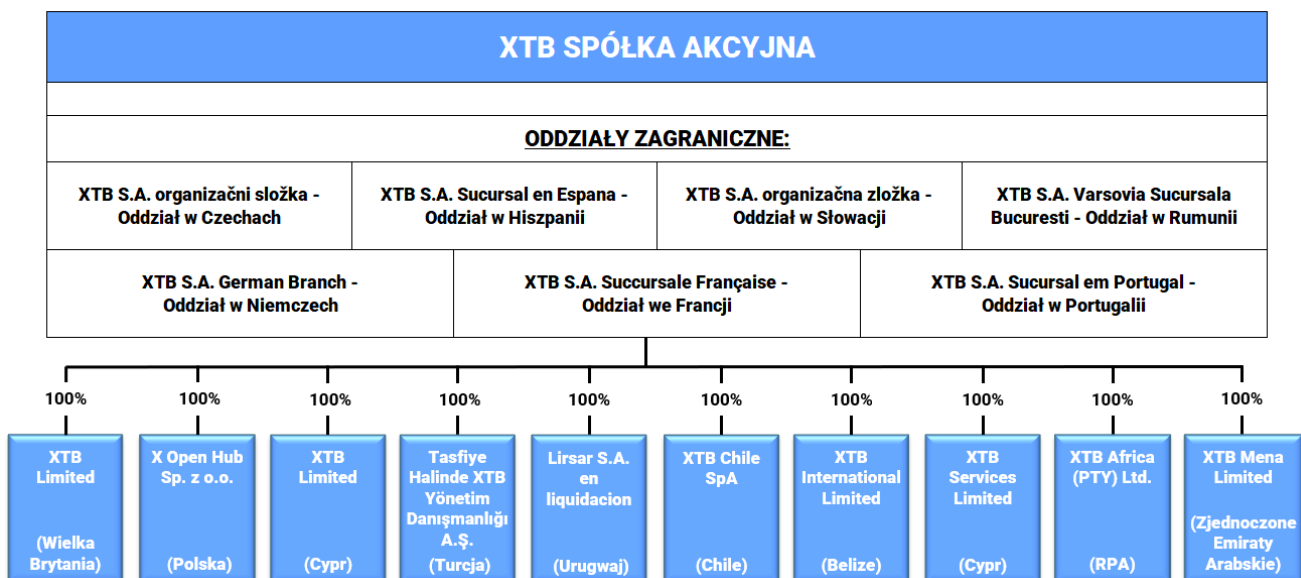 XTB SPÓŁKA AKCYJNA
ODDZIAŁY ZAGRANICZNE:
XTB S.A. organizačni složka -
Oddział w Czechach
XTB S.A. Sucursal en Espana -
Oddział w Hiszpanii
XTB S.A. organizačna zložka -
Oddział w Słowacji
XTB S.A. Varsovia Sucursala
Bucuresti - Oddział w Rumunii
XTB S.A. German Branch -
Oddział w Niemczech
XTB S.A. Succursale Française -
Oddział we Francji
XTB S.A. Sucursal em Portugal -
Oddział w Portugalii
100%
100%
100%
100%
100%
100%
100%
100%
100%
100%
XTB
Limited
(Wielka
Brytania)
X Open Hub
Sp. z o.o.
(Polska)
XTB
Limited
(Cypr)
Tasfiye
Halinde XTB
Yönetim
Danışmanlığı
A.Ş.
(Turcja)
Lirsar S.A.
en
liquidacion
(Urugwaj)
XTB Chile
SpA
(Chile)
XTB
International
Limited
(Belize)
XTB
Services
Limited
(Cypr)
XTB Africa
(PTY) Ltd.
(RPA)
XTB Mena
Limited
(Zjednoczone
Emiraty
Arabskie)